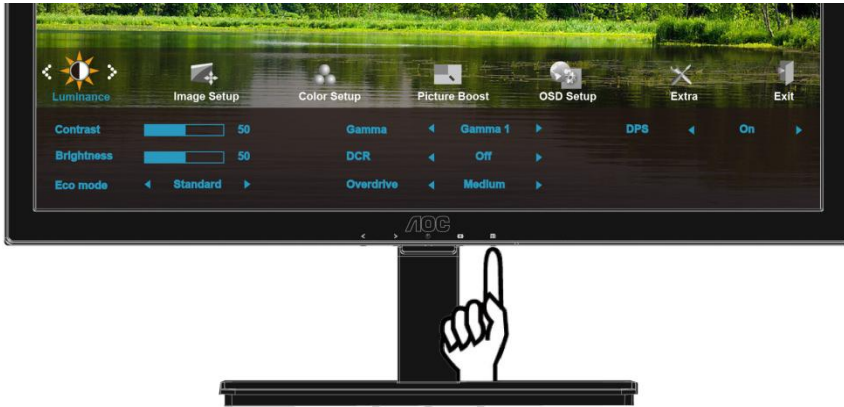 Luminance
Image Setup
Color Setup
Picture Boost
OSD Setup
Extra
Exit
Contrast 50 Gamma Gamma 1 DPS On
Brightness 50 DCR Off
Eco mode Standard Overdrive Medium
AOC